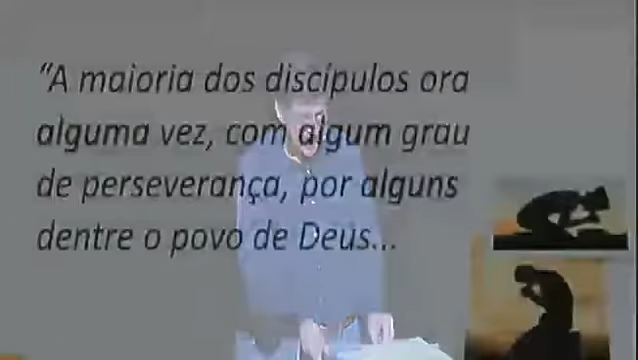 “A maioria dos discípulos ora
alguma vez, com algum grau
de perseverança, por alguns
dentre o povo de Deus...